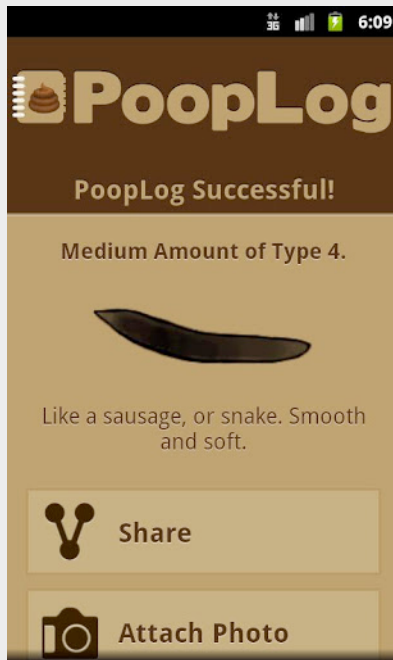 3G 6:09
PoopLog
PoopLog Successful!
Medium Amount of Type 4.
Like a sausage, or snake. Smooth
and soft.
Share
Attach Photo